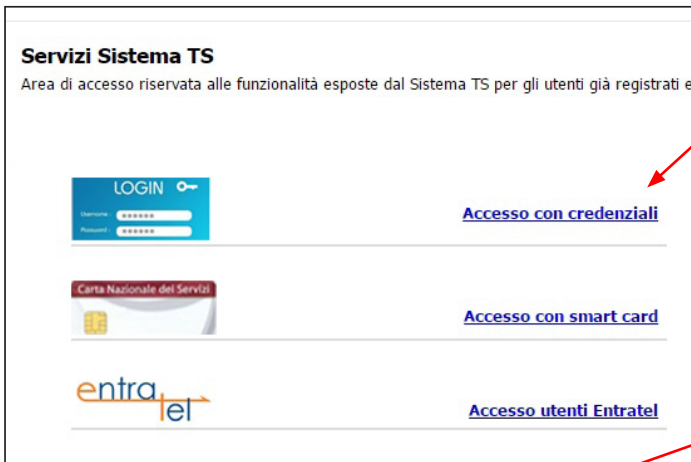 Servizi Sistema TS
Area di accesso riservata alle funzionalità esposte dal Sistema TS per gli utenti già registrati e
LOGIN
Username :
Password :
Accesso con credenziali
Carta Nazionale dei Servizi
Accesso con smart card
entratel
Accesso utenti Entratel